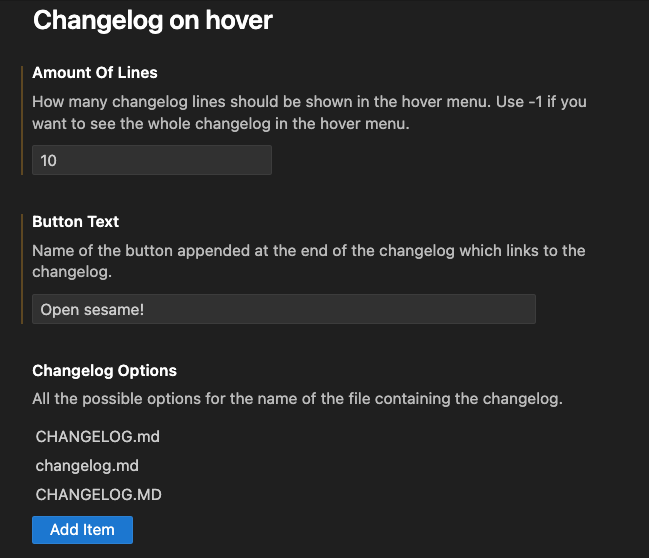 Changelog on hover
Amount Of Lines
How many changelog lines should be shown in the hover menu. Use -1 if you
want to see the whole changelog in the hover menu.
10
Button Text
Name of the button appended at the end of the changelog which links to the
changelog.
Open sesame!
Changelog Options
All the possible options for the name of the file containing the changelog.
CHANGELOG.md
changelog.md
CHANGELOG.MD
Add Item